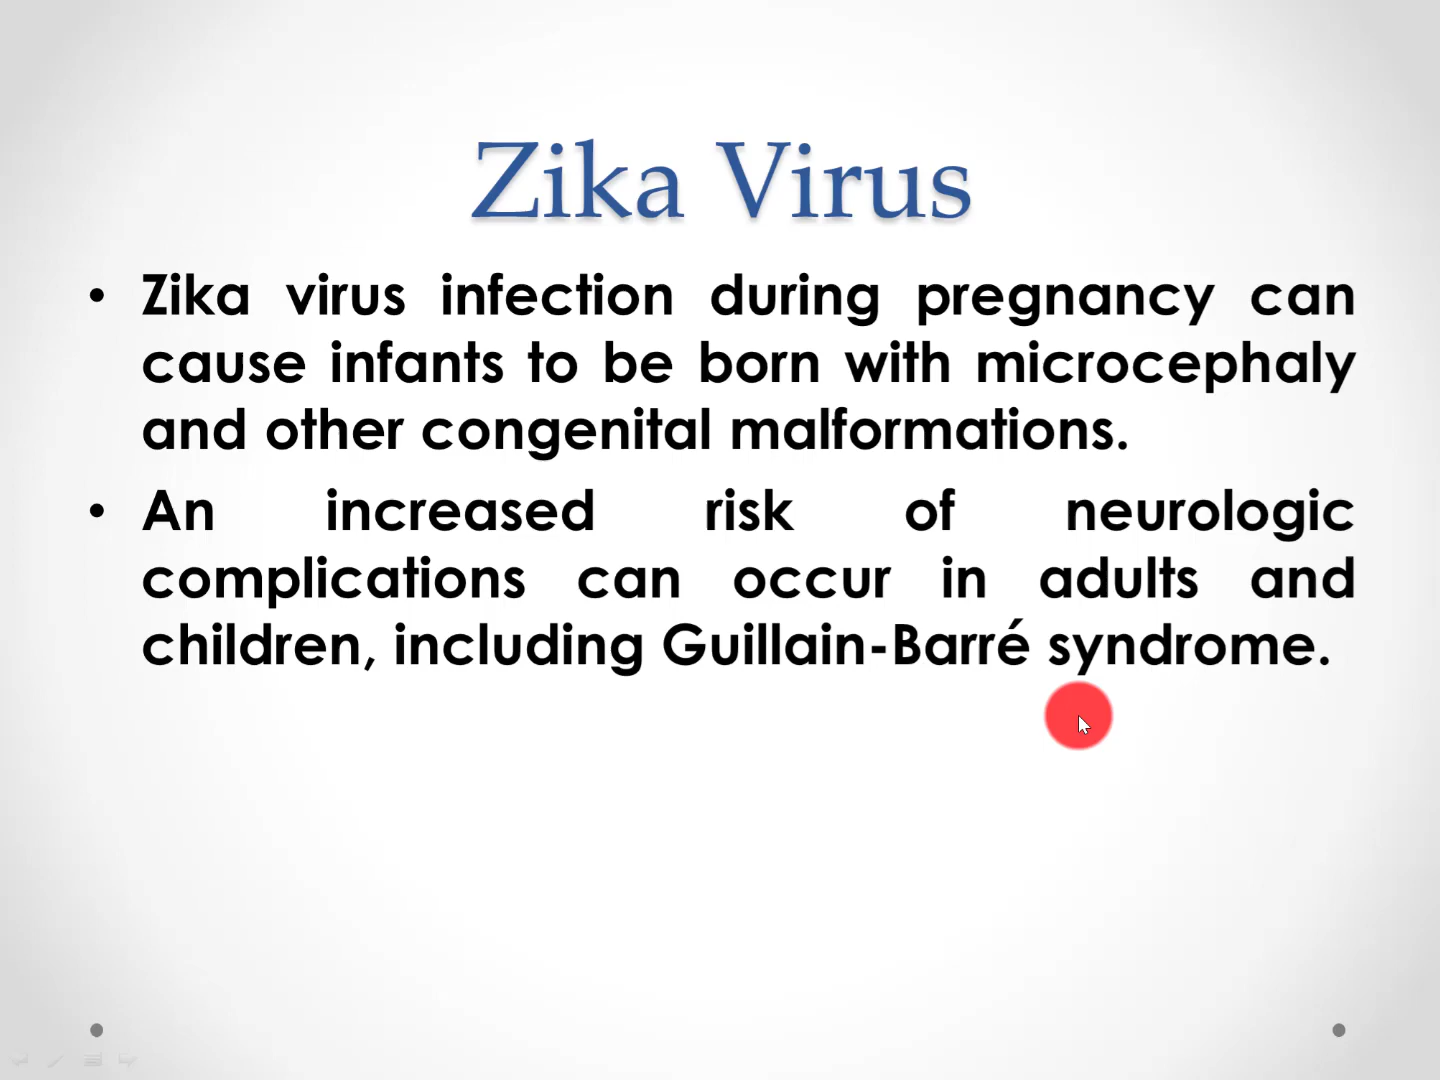 Zika Virus
• Zika virus infection during pregnancy can
cause infants to be born with microcephaly
and other congenital malformations.
• An increased risk of neurologic
complications can occur in adults and
children, including Guillain-Barré syndrome.